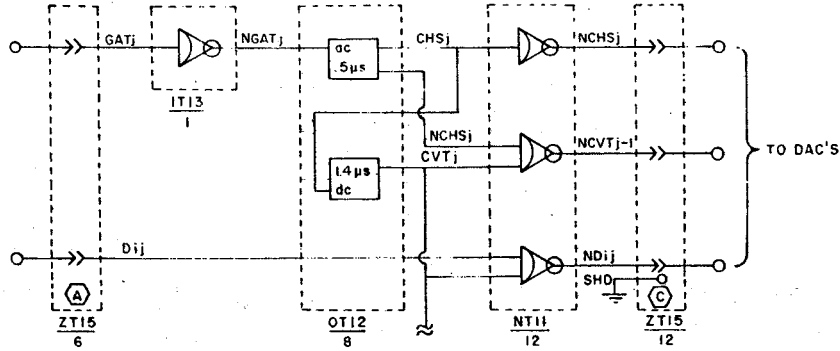 GATj
NGATj
ac
.5µs
CHSj
NCHSj
IT13
1
NCHSj
CVTj
1.4µs
dc
NCVTj-1
TO DAC'S
Dij
NDij
SHD
A
C
ZT15
6
OT12
8
NT11
12
ZT15
12